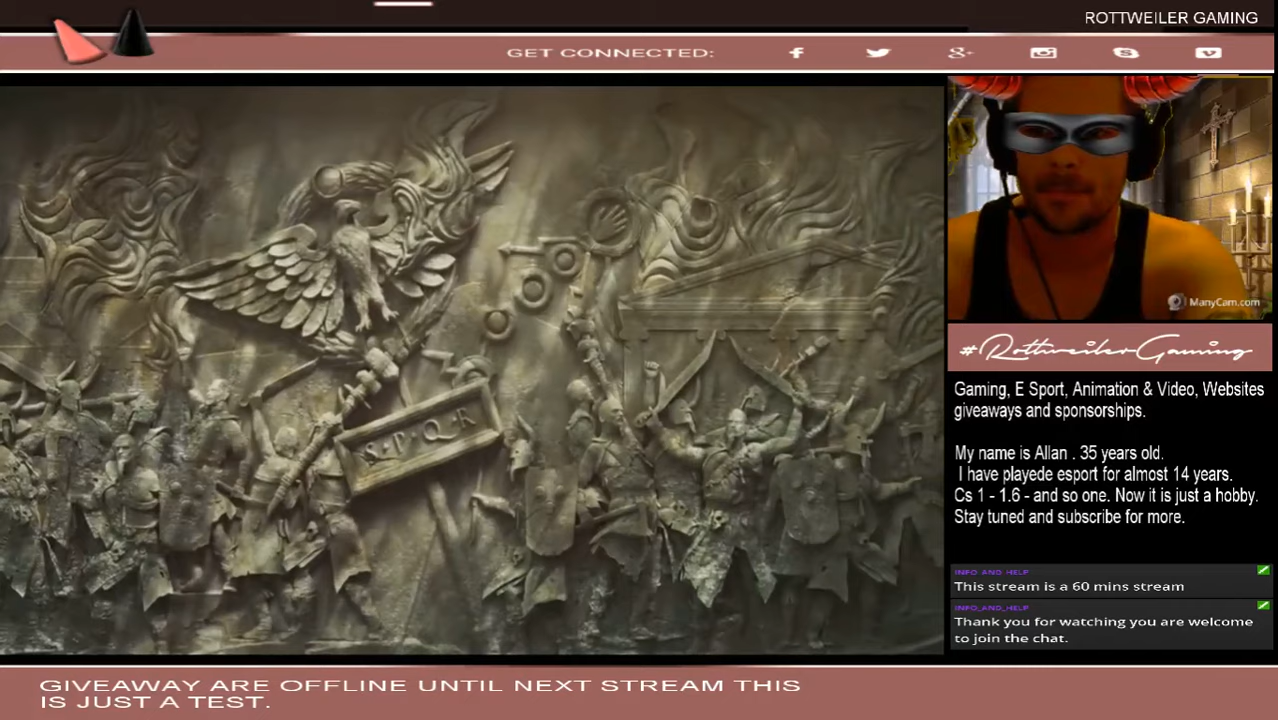 ROTTWEILER GAMING
GET CONNECTED:
ManyCam.com
#RottweilerGaming
S·P·Q·R
Gaming, E Sport, Animation & Video, Websites
giveaways and sponsorships.
My name is Allan . 35 years old.
I have playede esport for almost 14 years.
Cs 1 - 1.6 - and so one. Now it is just a hobby.
Stay tuned and subscribe for more.
INFO_AND_HELP
This stream is a 60 mins stream
INFO_AND_HELP
Thank you for watching you are welcome
to join the chat.
GIVEAWAY ARE OFFLINE UNTIL NEXT STREAM THIS
IS JUST A TEST.